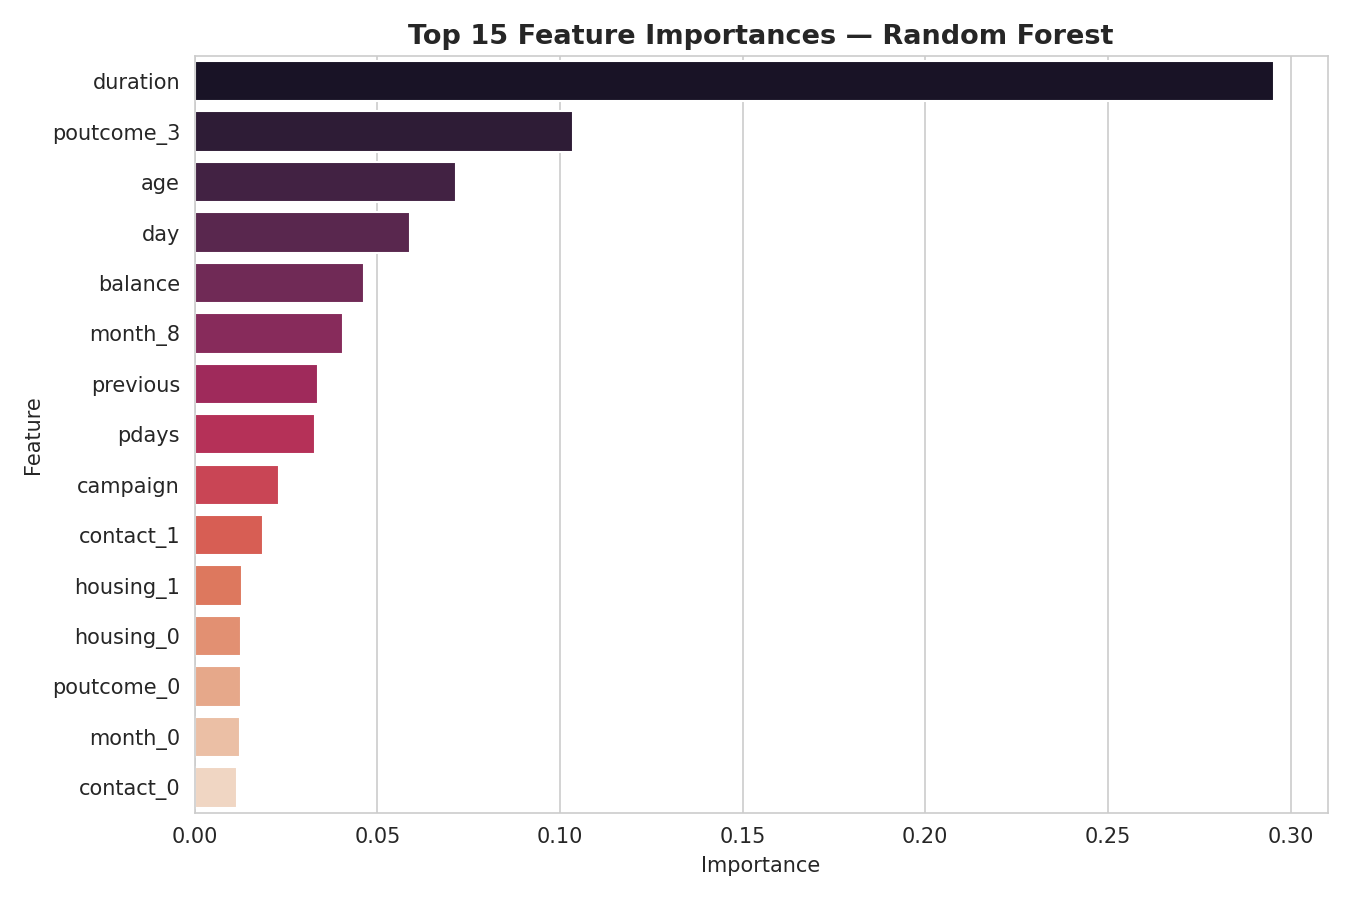 Top 15 Feature Importances — Random Forest
duration
poutcome_3
age
day
balance
month_8
previous
pdays
campaign
contact_1
housing_1
housing_0
poutcome_0
month_0
contact_0
Feature
0.00 0.05 0.10 0.15 0.20 0.25 0.30
Importance